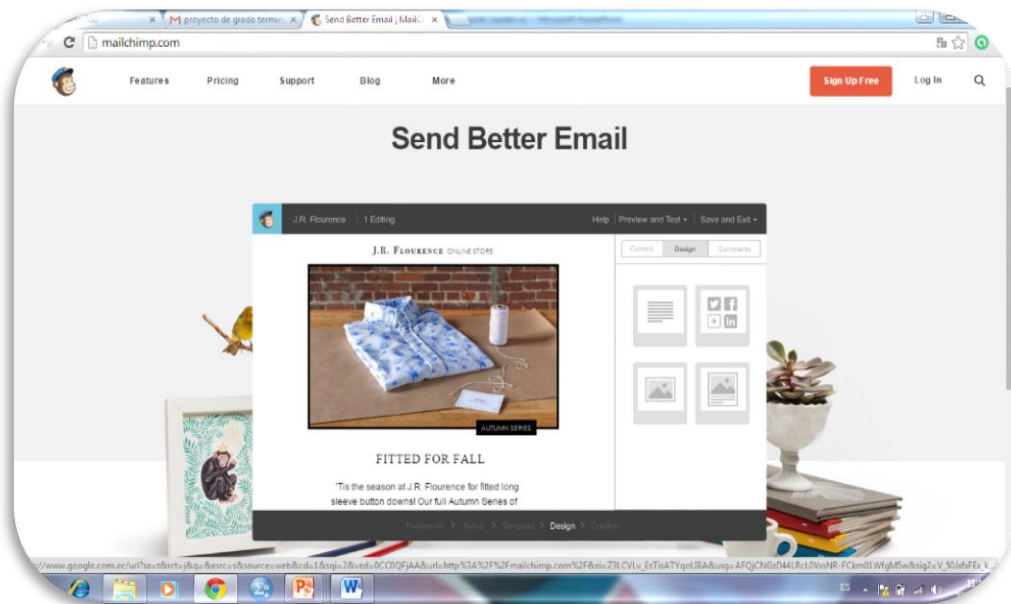 proyecto de grado termin
Send Better Email | MailC
mailchimp.com
Features Pricing Support Blog More Sign Up Free Log In
Send Better Email
J.R. Flourence 1 Editing Help Preview and Test Save and Exit
J.R. Flourence ONLINE STORE
Content Design Comments
AUTUMN SERIES
FITTED FOR FALL
'Tis the season at J.R. Flourence for fitted long
sleeve button downs! Our full Autumn Series of
Recipients > Setup > Template > Design > Confirm
ES